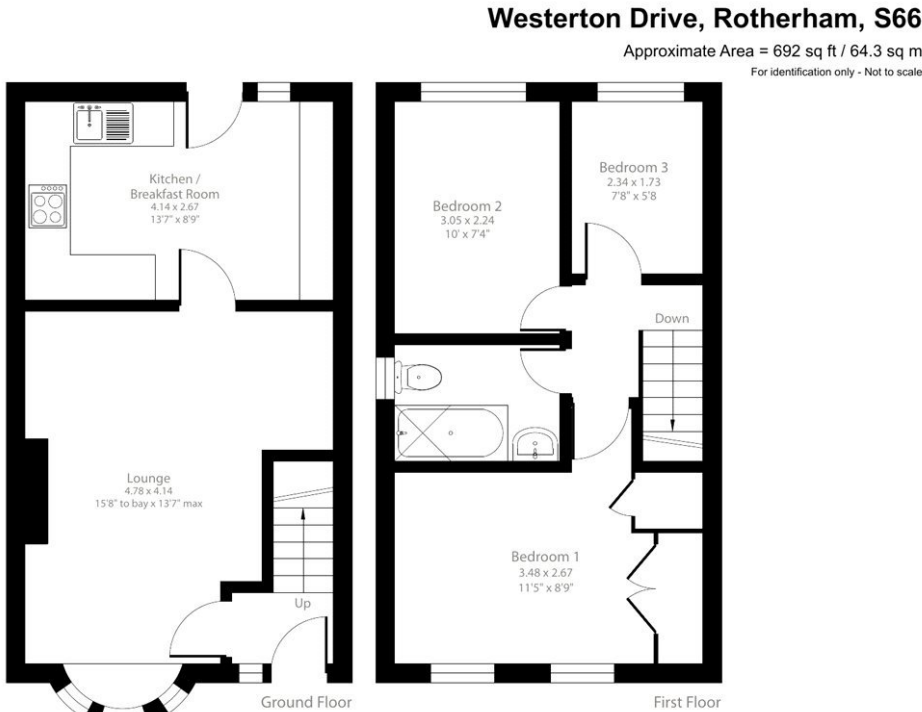 Westerton Drive, Rotherham, S66
Approximate Area = 692 sq ft / 64.3 sq m
For identification only - Not to scale
Kitchen /
Breakfast Room
4.14 x 2.67
13'7" x 8'9"
Lounge
4.78 x 4.14
15'8" to bay x 13'7" max
Up
Ground Floor
Bedroom 3
2.34 x 1.73
7'8" x 5'8
Bedroom 2
3.05 x 2.24
10' x 7'4"
Down
Bedroom 1
3.48 x 2.67
11'5" x 8'9"
First Floor